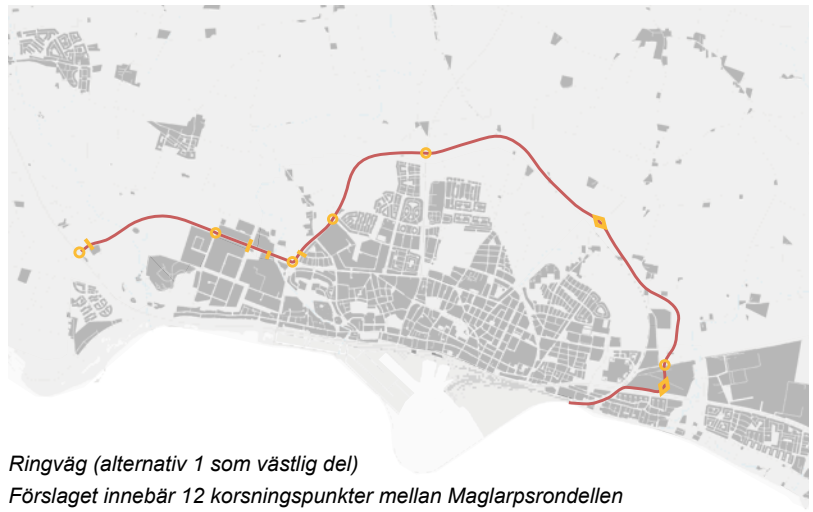 Ringväg (alternativ 1 som västlig del)
Förslaget innebär 12 korsningspunkter mellan Maglarpsrondellen